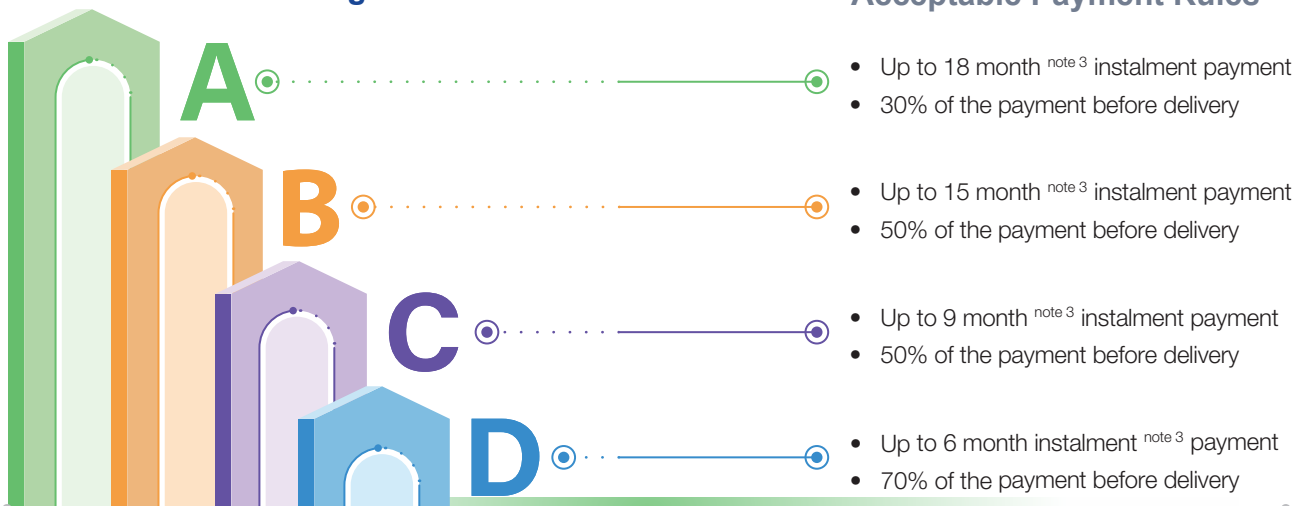 Acceptable Payment Rules
A
• Up to 18 month note 3 instalment payment
• 30% of the payment before delivery
B
• Up to 15 month note 3 instalment payment
• 50% of the payment before delivery
C
• Up to 9 month note 3 instalment payment
• 50% of the payment before delivery
D
• Up to 6 month instalment note 3 payment
• 70% of the payment before delivery